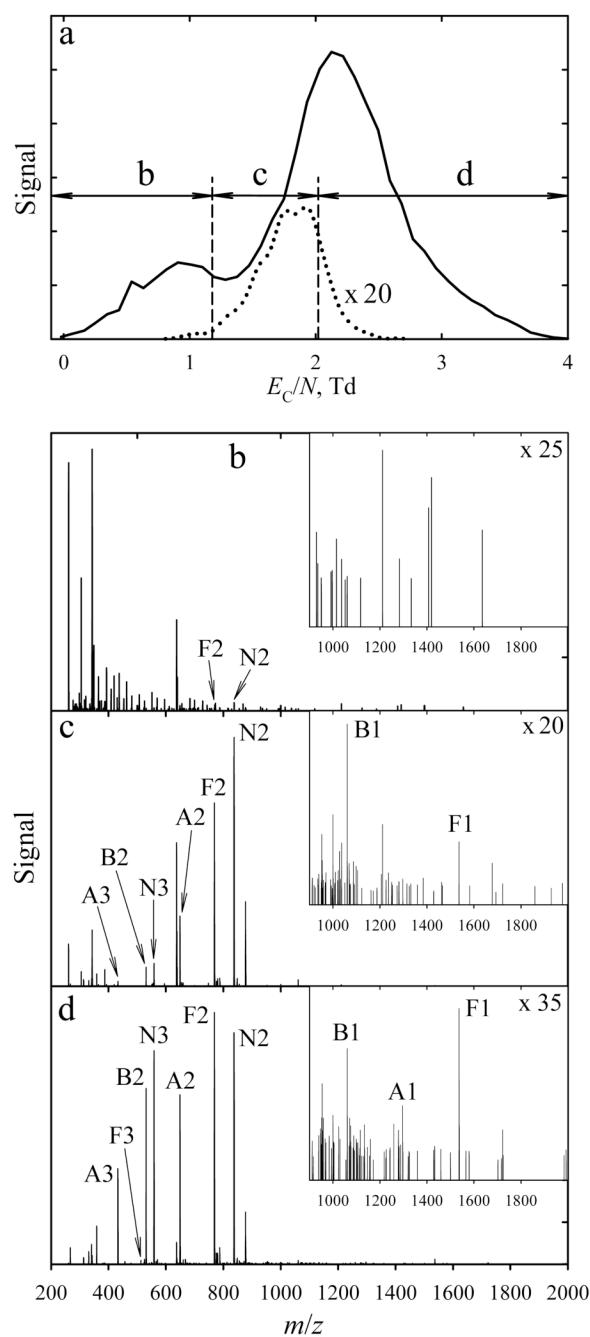 a
Signal
b
c
d
x 20
0
1
2
3
4
E_C/N, Td
b
x 25
1000 1200 1400 1600 1800
F2
N2
c
N2
x 20
B1
F2
A2
F1
B2
N3
A3
1000 1200 1400 1600 1800
Signal
d
F2
x 35
F1
N3
N2
B1
B2
A2
A1
F3
A3
1000 1200 1400 1600 1800
200 400 600 800 1000 1200 1400 1600 1800 2000
m/z